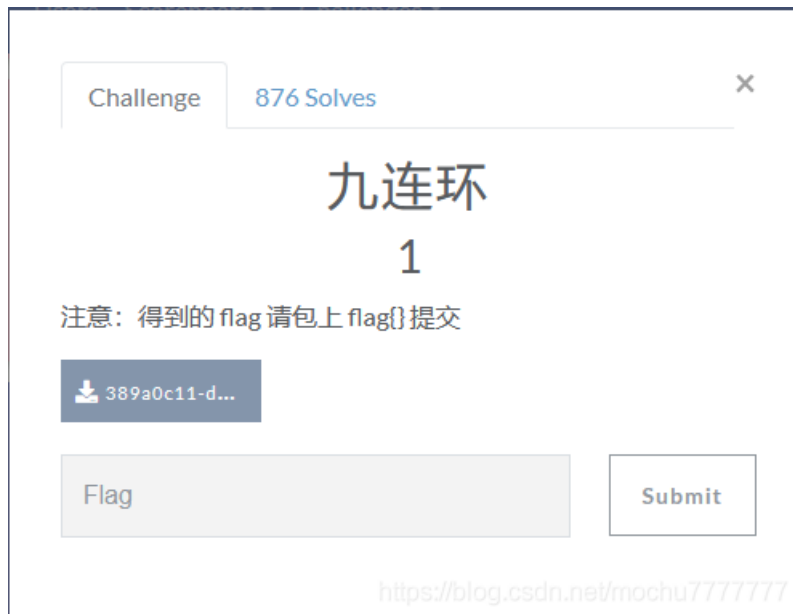 Challenge
876 Solves
×
九连环
1
注意：得到的 flag 请包上 flag{} 提交
389a0c11-d...
Flag
Submit
https://blog.csdn.net/mochu7777777